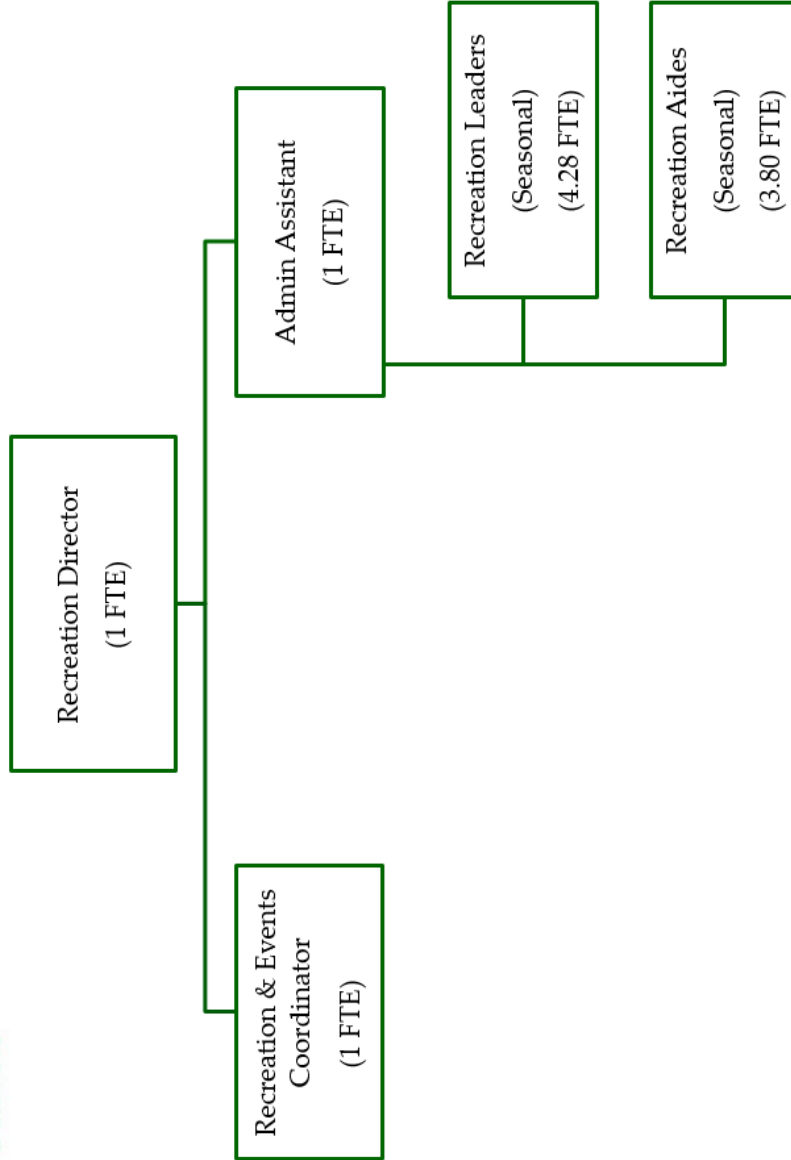 Recreation Director
(1 FTE)
Recreation & Events
Coordinator
(1 FTE)
Admin Assistant
(1 FTE)
Recreation Leaders
(Seasonal)
(4.28 FTE)
Recreation Aides
(Seasonal)
(3.80 FTE)